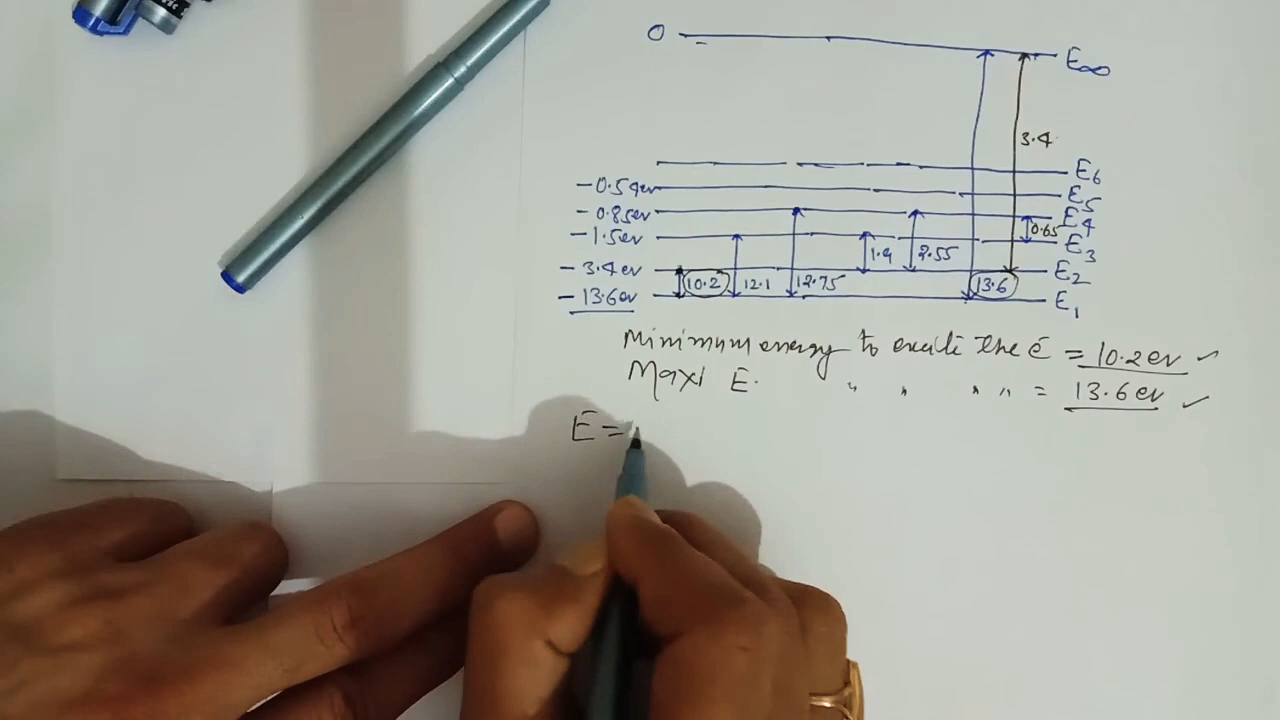 0 E∞
3.4
E6
-0.54ev E5
-0.85ev E4
0.65
-1.5ev E3
1.9 2.55
-3.4ev E2
10.2 12.1 12.75 13.6
-13.6ev E1
Minimum energy to excite the e̅ = 10.2ev ✓
Maxi E. " " " " = 13.6ev ✓
E=